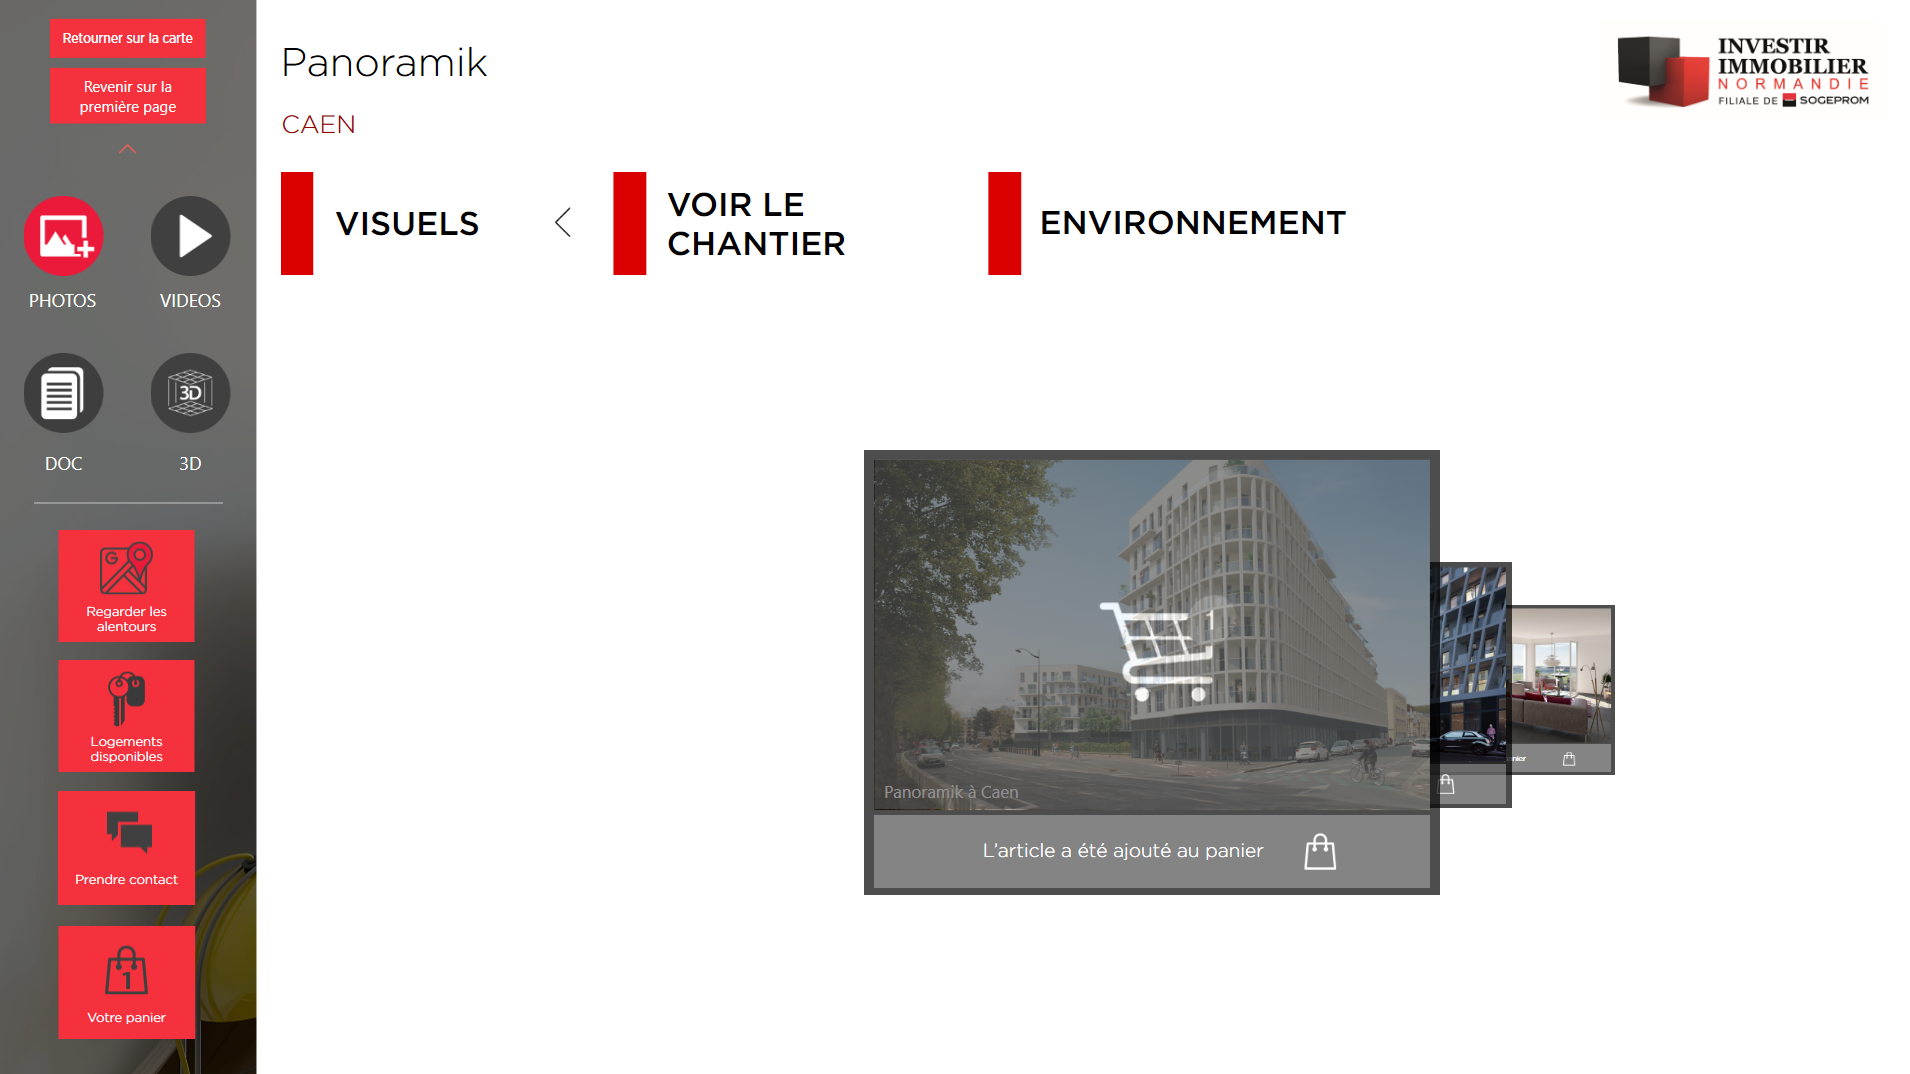 Retourner sur la carte
Revenir sur la
première page
PHOTOS
VIDEOS
DOC
3D
3D
G
Regarder les
alentours
Logements
disponibles
Prendre contact
1
Votre panier
Panoramik
CAEN
INVESTIR
IMMOBILIER
NORMANDIE
FILIALE DE SOGEPROM
VISUELS
VOIR LE
CHANTIER
ENVIRONNEMENT
1
Panoramik à Caen
L'article a été ajouté au panier